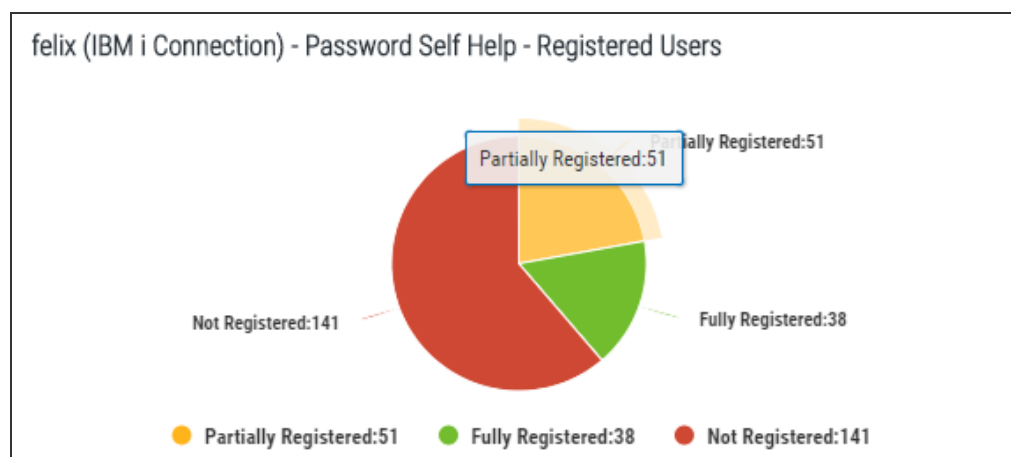 felix (IBM i Connection) - Password Self Help - Registered Users
Partially Registered:51
Partially Registered:51
Not Registered:141
Fully Registered:38
Partially Registered:51
Fully Registered:38
Not Registered:141